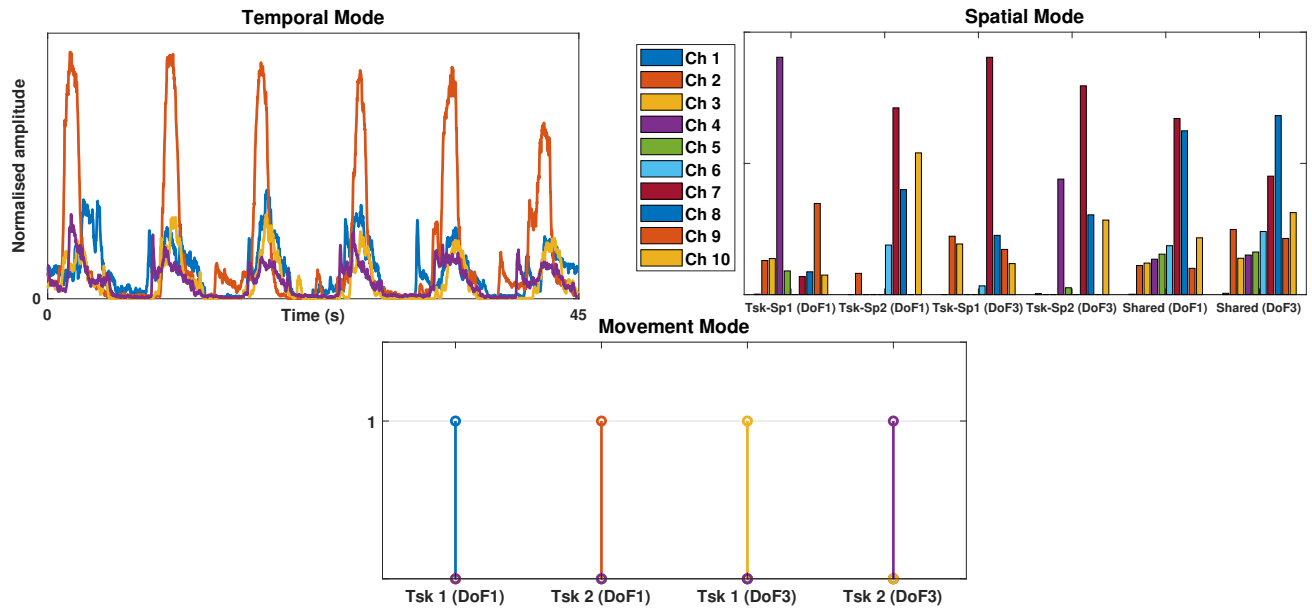 Temporal Mode
Normalised amplitude
0
0
Time (s)
45
Ch 1
Ch 2
Ch 3
Ch 4
Ch 5
Ch 6
Ch 7
Ch 8
Ch 9
Ch 10
Spatial Mode
Tsk-Sp1 (DoF1) Tsk-Sp2 (DoF1) Tsk-Sp1 (DoF3) Tsk-Sp2 (DoF3) Shared (DoF1) Shared (DoF3)
Movement Mode
1
Tsk 1 (DoF1) Tsk 2 (DoF1) Tsk 1 (DoF3) Tsk 2 (DoF3)